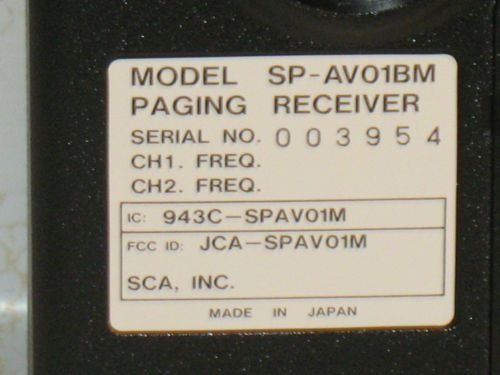 MODEL SP-AV01BM
PAGING RECEIVER
SERIAL NO. 003954
CH1. FREQ.
CH2. FREQ.
IC: 943C-SPAV01M
FCC ID: JCA-SPAV01M
SCA, INC.
MADE IN JAPAN